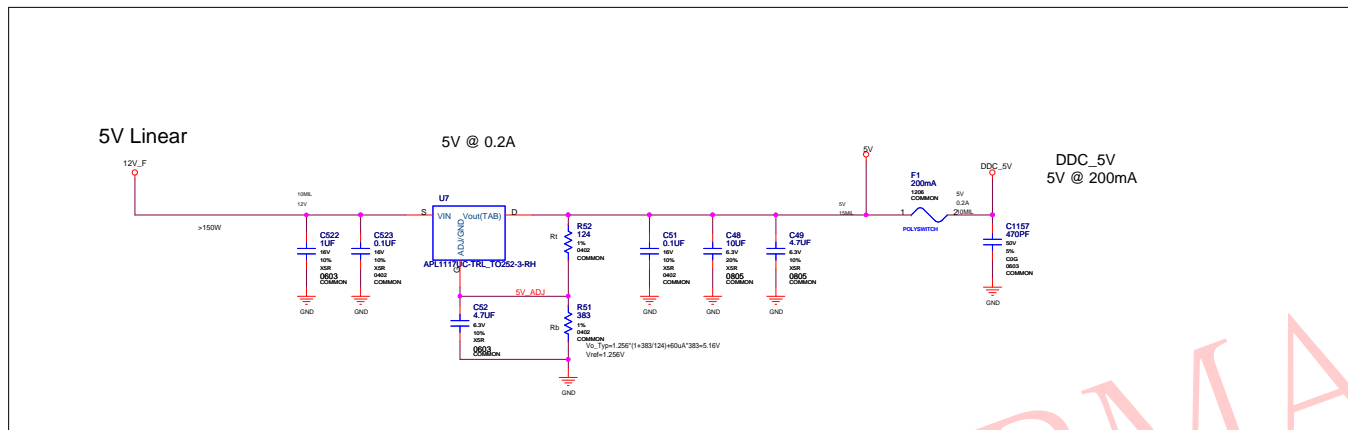 5V Linear
5V @ 0.2A
12V_F
10MIL
12V
>150W
U7
S
VIN
Vout(TAB)
D
ADJ/GND
G
APL1117UC-TRL_TO252-3-RH
C522
1UF
16V
10%
X5R
0603
COMMON
GND
C523
0.1UF
16V
10%
X5R
0402
COMMON
GND
R52
124
Rt
1%
0402
COMMON
5V_ADJ
C52
4.7UF
6.3V
10%
X5R
0603
COMMON
R51
383
Rb
1%
0402
COMMON
Vo_Typ=1.256*(1+383/124)+60uA*383=5.16V
Vref=1.256V
GND
C51
0.1UF
16V
10%
X5R
0402
COMMON
GND
C48
10UF
6.3V
20%
X5R
0805
COMMON
GND
C49
4.7UF
6.3V
10%
X5R
0805
COMMON
GND
5V
5V
15MIL
F1
200mA
1206
COMMON
1
2
POLYSWITCH
5V
0.2A
10MIL
DDC_5V
DDC_5V
5V @ 200mA
C1157
470PF
50V
5%
C0G
0603
COMMON
GND
RMA